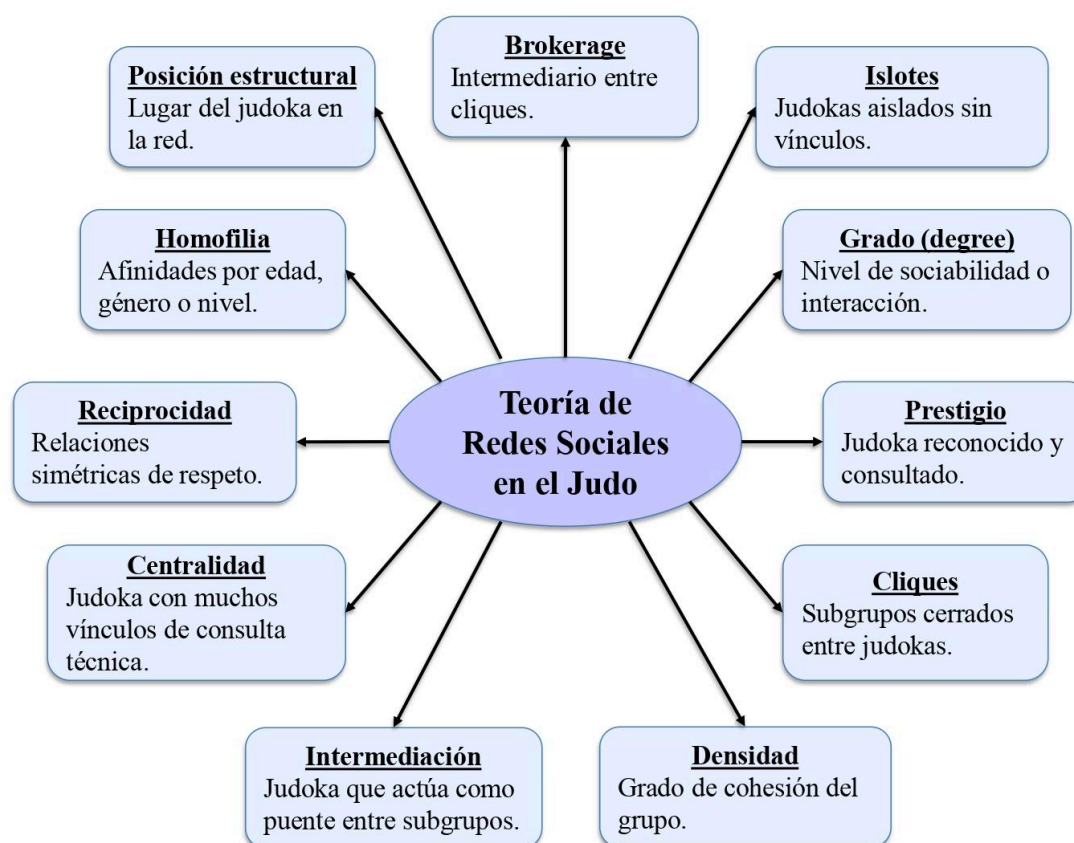 Brokerage
Intermediario entre
cliques.
Posición estructural
Lugar del judoka en
la red.
Islotes
Judokas aislados sin
vínculos.
Homofilia
Afinidades por edad,
género o nivel.
Grado (degree)
Nivel de sociabilidad o
interacción.
Teoría de
Redes Sociales
en el Judo
Reciprocidad
Relaciones
simétricas de respeto.
Prestigio
Judoka reconocido y
consultado.
Centralidad
Judoka con muchos
vínculos de consulta
técnica.
Cliques
Subgrupos cerrados
entre judokas.
Intermediación
Judoka que actúa como
puente entre subgrupos.
Densidad
Grado de cohesión del
grupo.